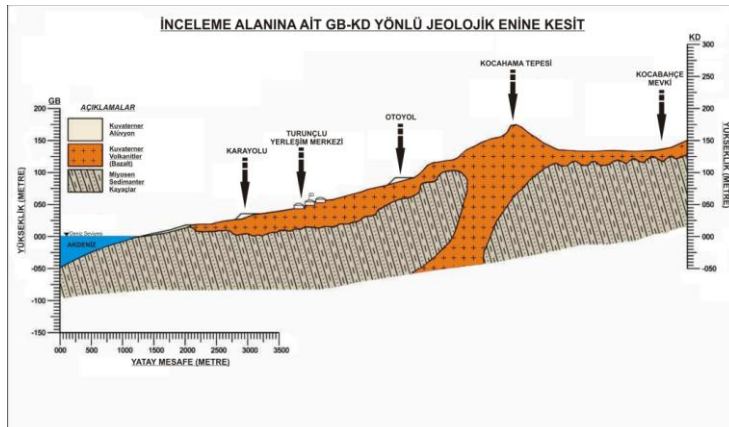 İNCELEME ALANINA AİT GB-KD YÖNLÜ JEOLOJİK ENİNE KESİT
KD
300
250
200
150
100
050
000
-050
YÜKSEKLİK (METRE)
KOCAHAMA TEPESİ
KOCABAHÇE
MEVKİ
OTOYOL
TURUNÇLU
YERLEŞİM MERKEZİ
KARAYOLU
GB
200
150
100
050
000
-050
-100
-150
YÜKSEKLİK (METRE)
AÇIKLAMALAR
Kuvaterner
Alüvyon
Kuvaterner
Volkanitler
(Bazalt)
Miyosen
Sedimanter
Kayaçlar
Deniz Seviyesi
AKDENİZ
000 500 1000 1500 2000 2500 3000 3500
YATAY MESAFE (METRE)